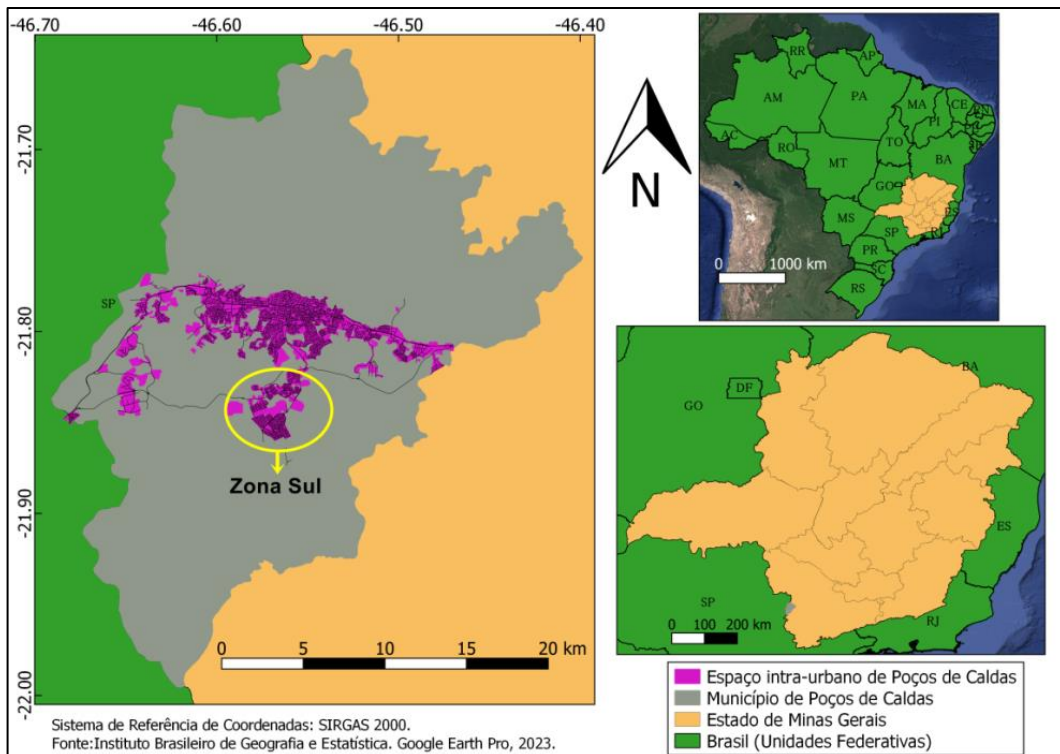 -46.70
-46.60
-46.50
-46.40
-21.70
-21.80
-21.90
-22.00
SP
Zona Sul
0 5 10 15 20 km
Sistema de Referência de Coordenadas: SIRGAS 2000.
Fonte:Instituto Brasileiro de Geografia e Estatística. Google Earth Pro, 2023.
N
RR
AP
AM
PA
MA
CE
RN
PI
AC
RO
TO
MT
BA
GO
MS
ES
SP
RJ
PR
SC
RS
0 1000 km
BA
DF
GO
ES
SP
RJ
0 100 200 km
Espaço intra-urbano de Poços de Caldas
Município de Poços de Caldas
Estado de Minas Gerais
Brasil (Unidades Federativas)